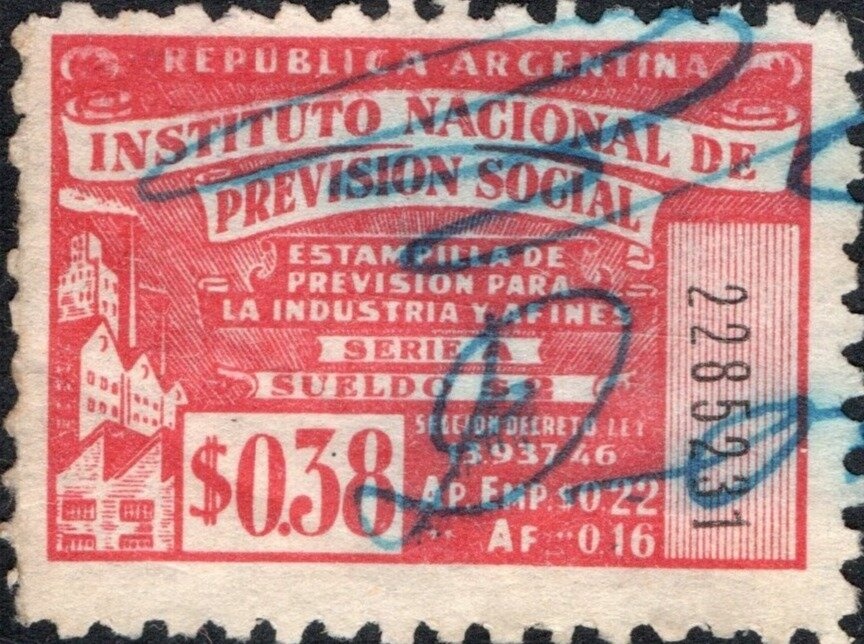 REPUBLICA ARGENTINA
INSTITUTO NACIONAL DE
PREVISION SOCIAL
ESTAMPILLA DE
PREVISION PARA
LA INDUSTRIA Y AFINES
SERIE A
SUELDO $ 2
SEGÚN DECRETO LEY
13.937/46
$0.38
AP. EMP. $0.22
" AF " 0.16
2285231